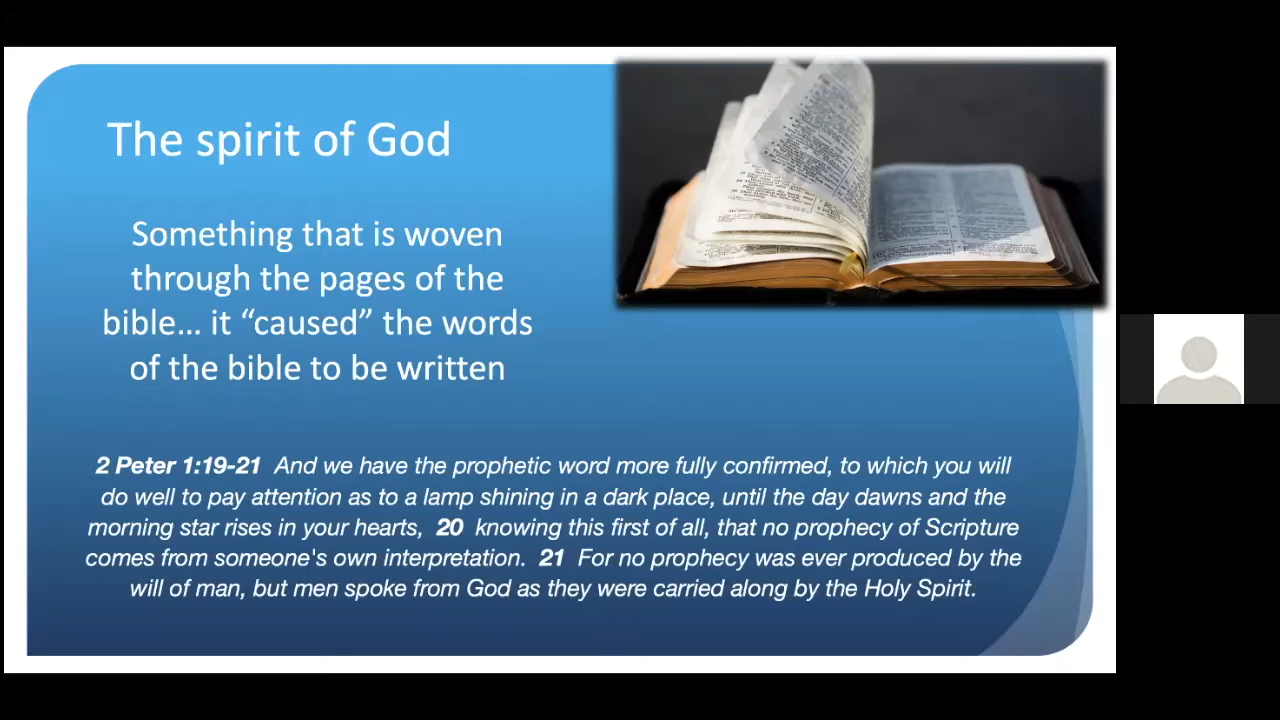 The spirit of God
Something that is woven
through the pages of the
bible... it “caused” the words
of the bible to be written
2 Peter 1:19-21 And we have the prophetic word more fully confirmed, to which you will
do well to pay attention as to a lamp shining in a dark place, until the day dawns and the
morning star rises in your hearts, 20 knowing this first of all, that no prophecy of Scripture
comes from someone's own interpretation. 21 For no prophecy was ever produced by the
will of man, but men spoke from God as they were carried along by the Holy Spirit.